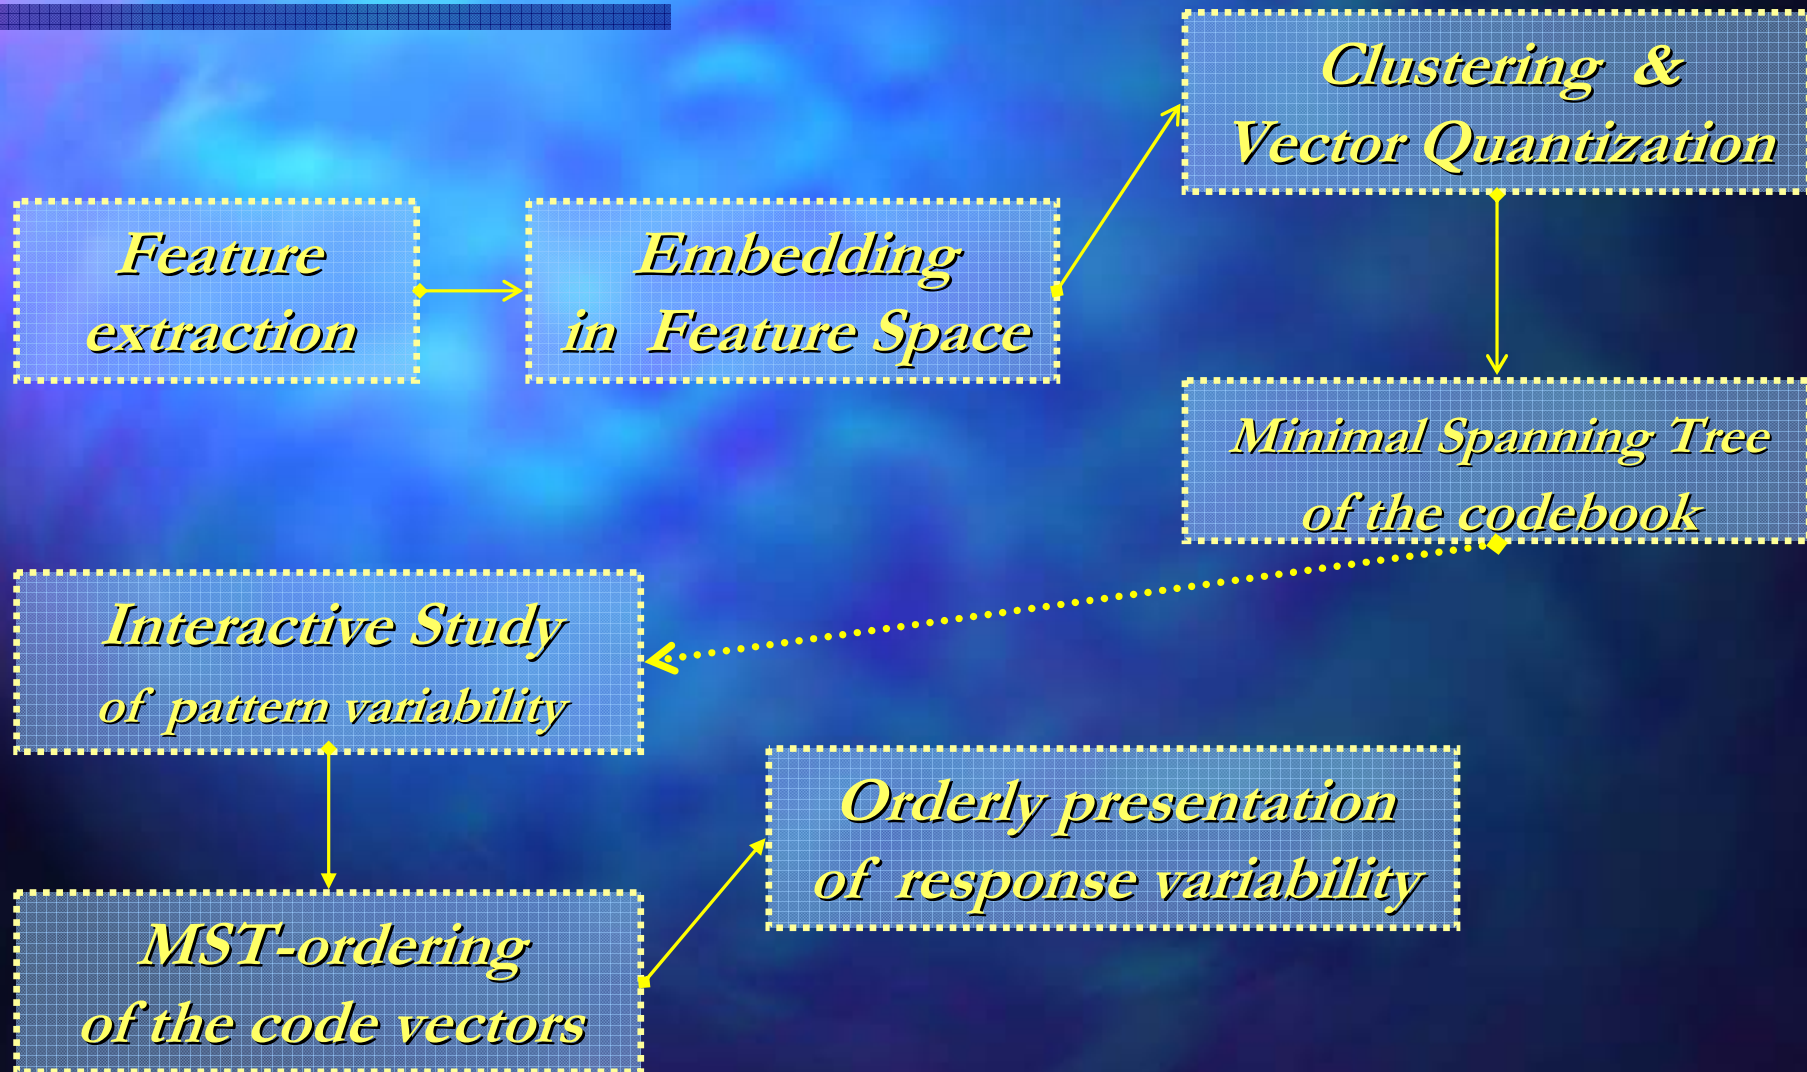 Clustering &
Vector Quantization
Feature
extraction
Embedding
in Feature Space
Minimal Spanning Tree
of the codebook
Interactive Study
of pattern variability
Orderly presentation
of response variability
MST-ordering
of the code vectors